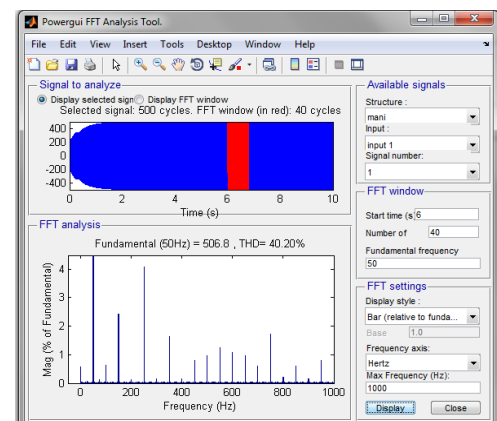 Powergui FFT Analysis Tool.
File Edit View Insert Tools Desktop Window Help
Signal to analyze
Display selected sign Display FFT window
Selected signal: 500 cycles. FFT window (in red): 40 cycles
400
200
0
-200
-400
0 2 4 6 8 10
Time (s)
FFT analysis
Fundamental (50Hz) = 506.8 , THD= 40.20%
Mag (% of Fundamental)
4
3
2
1
0
0 200 400 600 800 1000
Frequency (Hz)
Available signals
Structure :
mani
Input :
input 1
Signal number:
1
FFT window
Start time (s) 6
Number of 40
Fundamental frequency
50
FFT settings
Display style :
Bar (relative to funda...
Base 1.0
Frequency axis:
Hertz
Max Frequency (Hz):
1000
Display Close